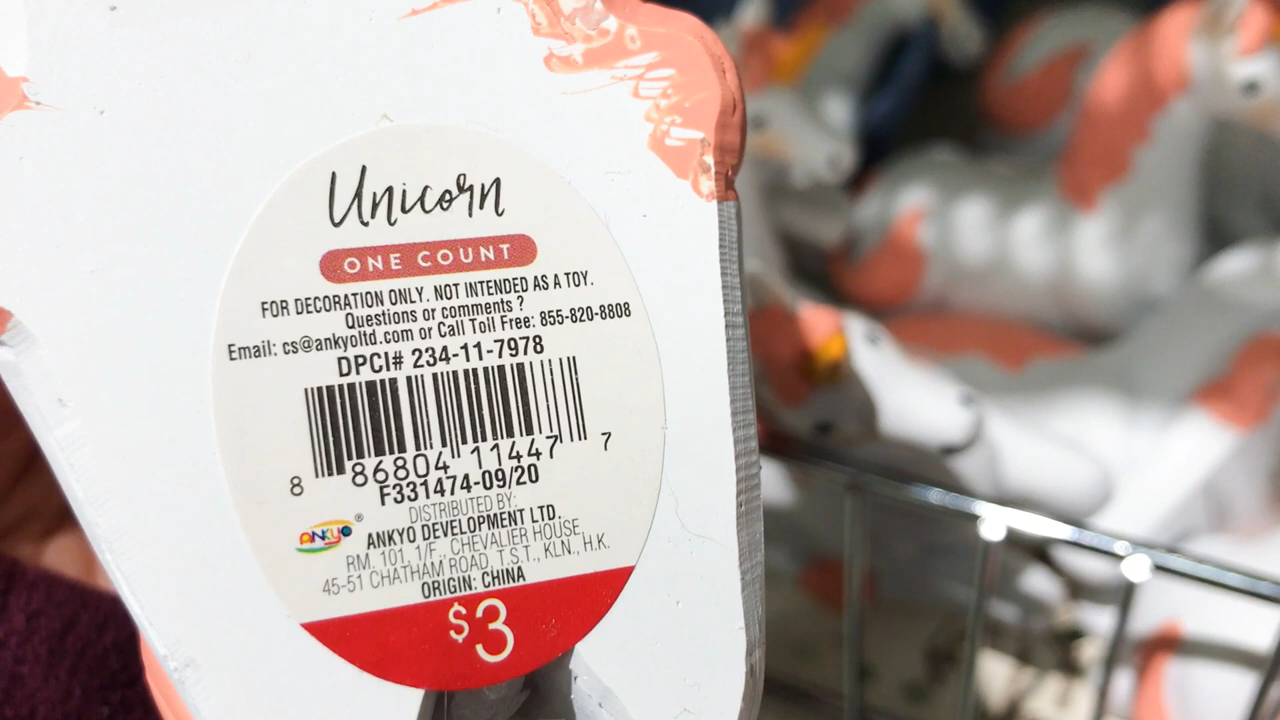 Unicorn
ONE COUNT
FOR DECORATION ONLY. NOT INTENDED AS A TOY.
Questions or comments ?
Email: cs@ankyoltd.com or Call Toll Free: 855-820-8808
DPCI# 234-11-7978
8 86804 11447 7
F331474-09/20
DISTRIBUTED BY:
ANKYO ® ANKYO DEVELOPMENT LTD.
RM. 101, 1/F., CHEVALIER HOUSE,
45-51 CHATHAM ROAD, T.S.T., KLN., H.K.
ORIGIN: CHINA
$3